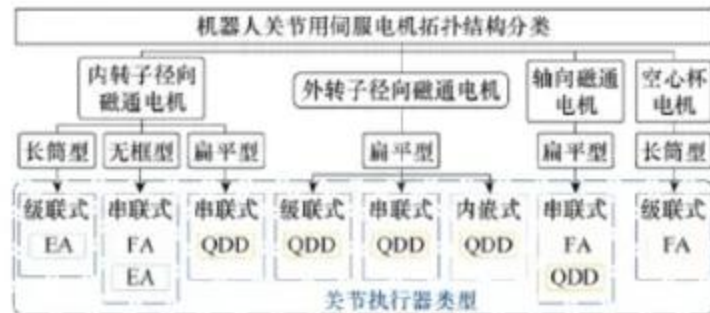 机器人关节用伺服电机拓扑结构分类
内转子径向
磁通电机
外转子径向磁通电机
轴向磁通
电机
空心杯
电机
长筒型
无框型
扁平型
扁平型
扁平型
长筒型
级联式
EA
串联式
FA
EA
串联式
QDD
级联式
QDD
串联式
QDD
内嵌式
QDD
串联式
FA
QDD
级联式
FA
关节执行器类型